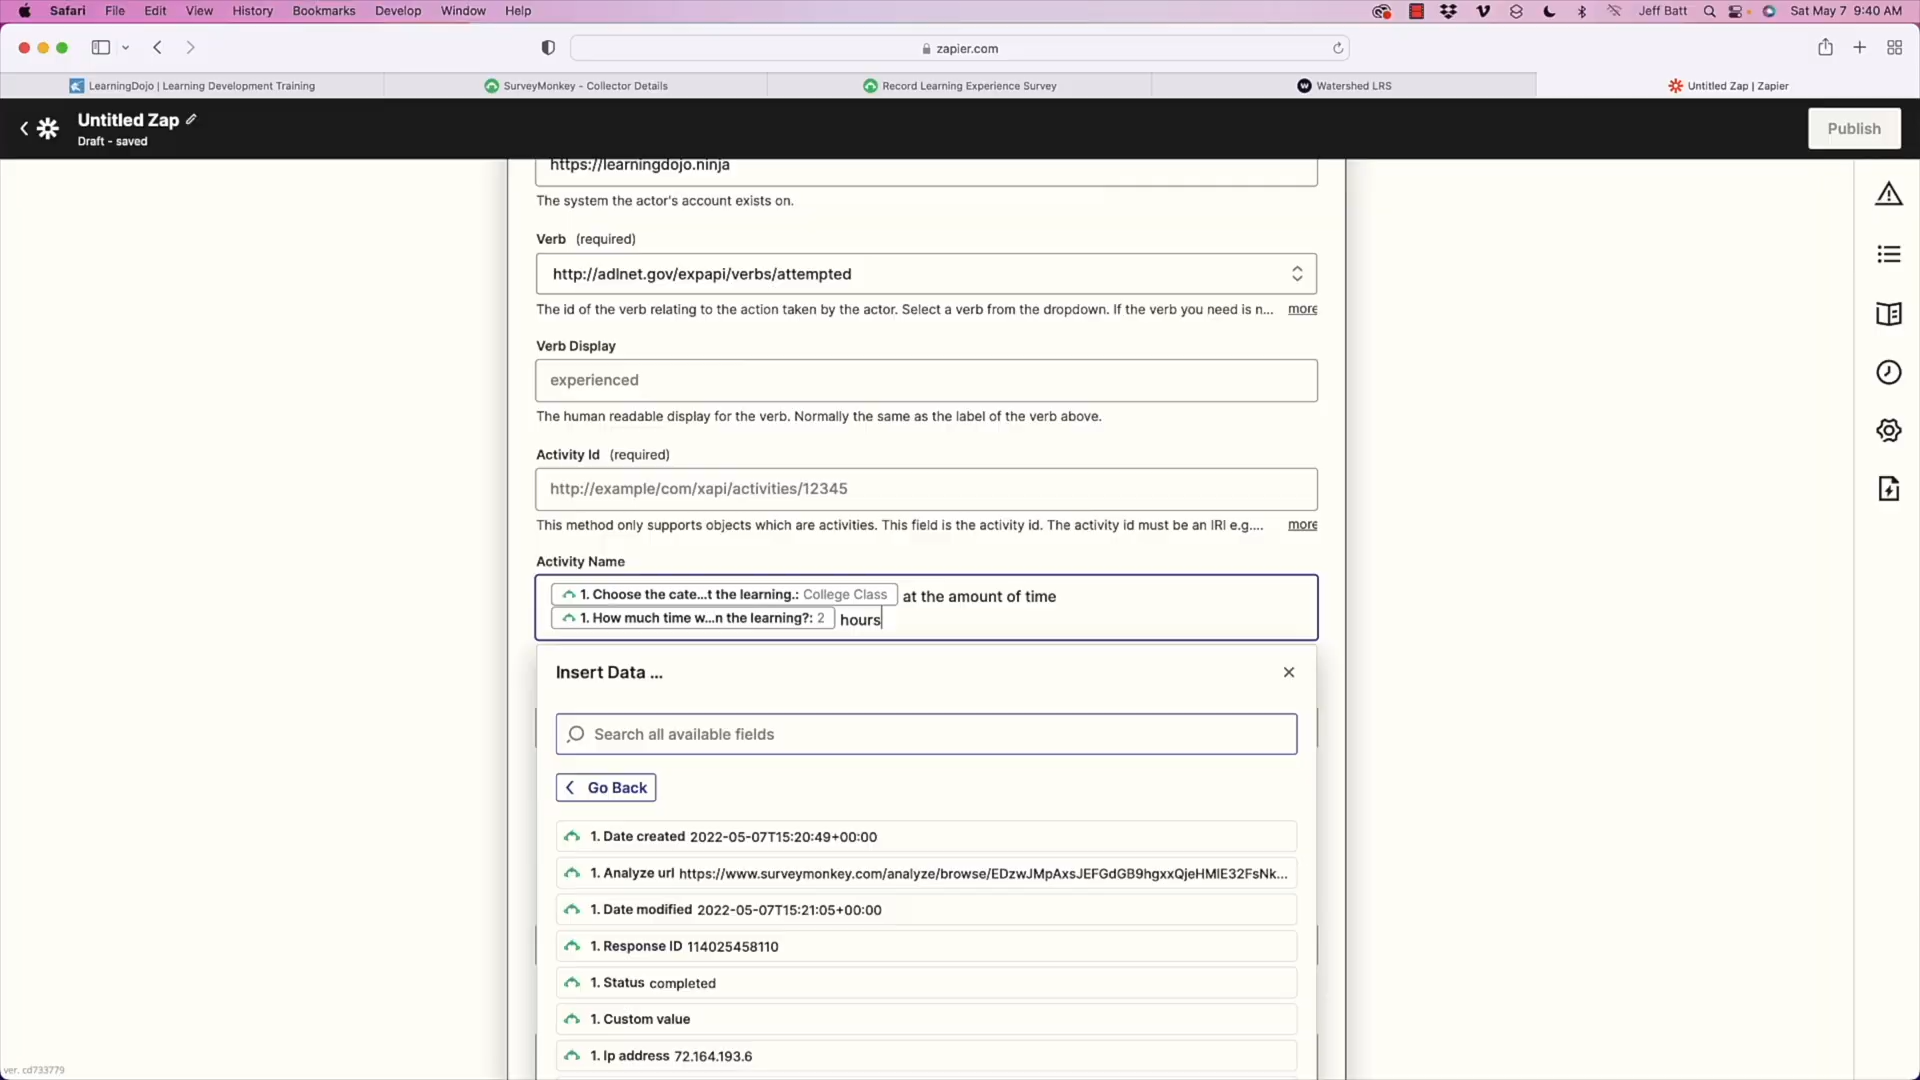 Safari File Edit View History Bookmarks Develop Window Help Jeff Batt Sat May 7 9:40 AM
zapier.com
LearningDojo | Learning Development Training
SurveyMonkey - Collector Details
Record Learning Experience Survey
Watershed LRS
Untitled Zap | Zapier
Untitled Zap
Draft - saved
Publish
https://learningdojo.ninja
The system the actor's account exists on.
Verb (required)
http://adlnet.gov/expapi/verbs/attempted
The id of the verb relating to the action taken by the actor. Select a verb from the dropdown. If the verb you need is n... more
Verb Display
experienced
The human readable display for the verb. Normally the same as the label of the verb above.
Activity Id (required)
http://example/com/xapi/activities/12345
This method only supports objects which are activities. This field is the activity id. The activity id must be an IRI e.g.... more
Activity Name
1. Choose the cate...t the learning.: College Class at the amount of time
1. How much time w...n the learning?: 2 hours
Insert Data ...
Search all available fields
Go Back
1. Date created 2022-05-07T15:20:49+00:00
1. Analyze url https://www.surveymonkey.com/analyze/browse/EDzwJMpAxsJEFGdGB9hgxxQjeHMIE32FsNk...
1. Date modified 2022-05-07T15:21:05+00:00
1. Response ID 114025458110
1. Status completed
1. Custom value
1. Ip address 72.164.193.6
ver. cd733779